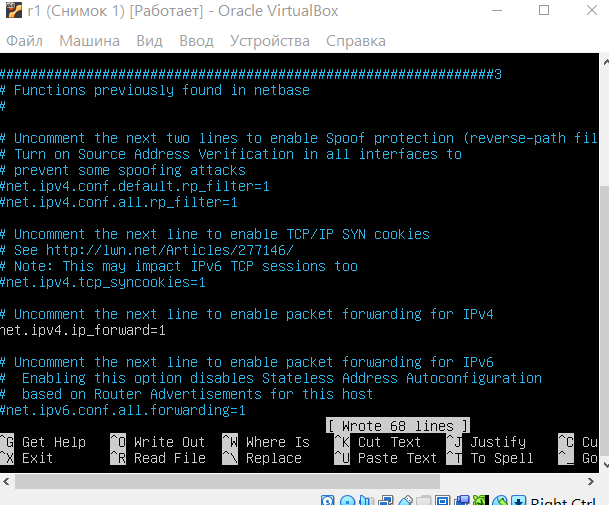 r1 (Снимок 1) [Работает] - Oracle VirtualBox
Файл Машина Вид Ввод Устройства Справка
###############################################################3
# Functions previously found in netbase
#
# Uncomment the next two lines to enable Spoof protection (reverse-path fil
# Turn on Source Address Verification in all interfaces to
# prevent some spoofing attacks
#net.ipv4.conf.default.rp_filter=1
#net.ipv4.conf.all.rp_filter=1
# Uncomment the next line to enable TCP/IP SYN cookies
# See http://lwn.net/Articles/277146/
# Note: This may impact IPv6 TCP sessions too
#net.ipv4.tcp_syncookies=1
# Uncomment the next line to enable packet forwarding for IPv4
net.ipv4.ip_forward=1
# Uncomment the next line to enable packet forwarding for IPv6
#  Enabling this option disables Stateless Address Autoconfiguration
#  based on Router Advertisements for this host
#net.ipv6.conf.all.forwarding=1
[ Wrote 68 lines ]
^G Get Help ^O Write Out ^W Where Is ^K Cut Text ^J Justify ^C Cu
^X Exit ^R Read File ^\ Replace ^U Paste Text ^T To Spell ^_ Go
Right Ctrl